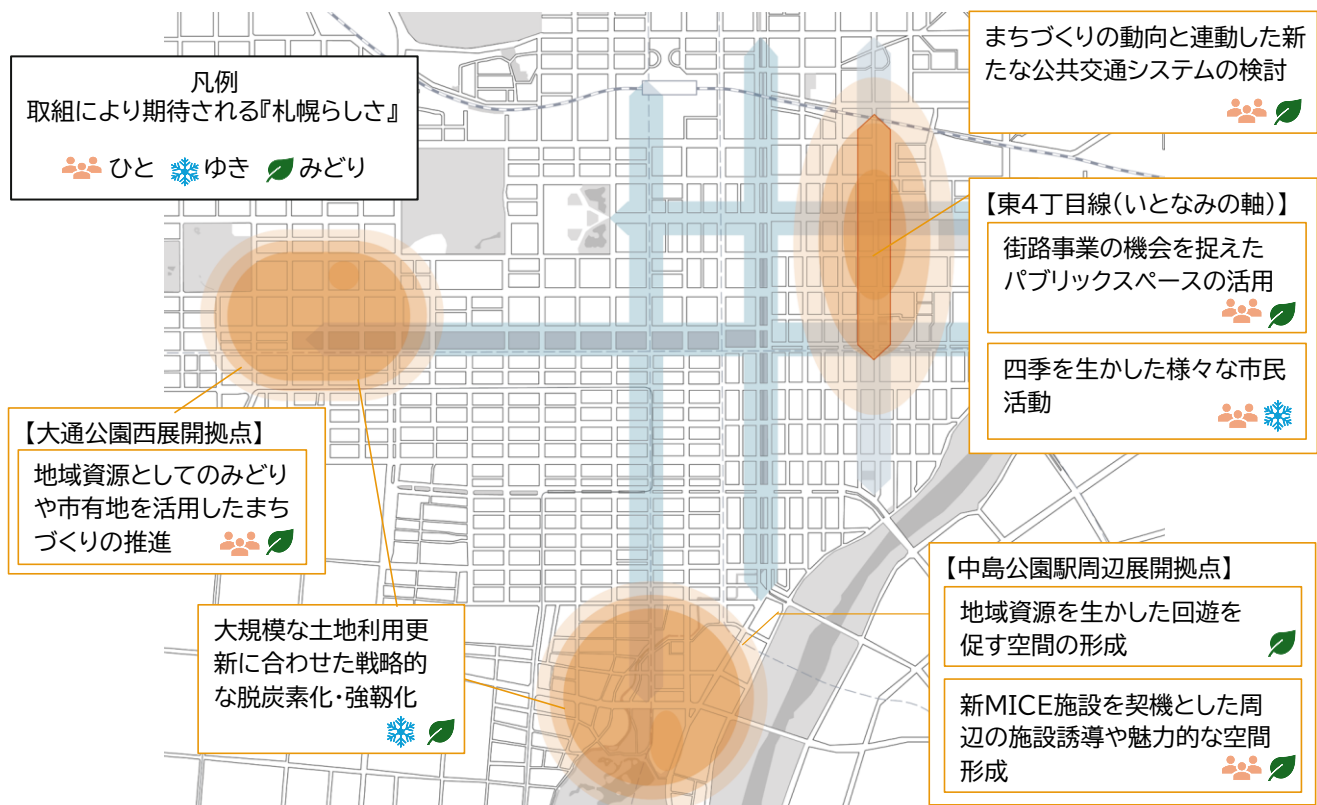 凡例
取組により期待される『札幌らしさ』
ひと ゆき みどり
まちづくりの動向と連動した新
たな公共交通システムの検討
【東4丁目線(いとなみの軸)】
街路事業の機会を捉えた
パブリックスペースの活用
四季を生かした様々な市民
活動
【大通公園西展開拠点】
地域資源としてのみどり
や市有地を活用したまち
づくりの推進
大規模な土地利用更
新に合わせた戦略的
な脱炭素化・強靱化
【中島公園駅周辺展開拠点】
地域資源を生かした回遊を
促す空間の形成
新MICE施設を契機とした周
辺の施設誘導や魅力的な空間
形成